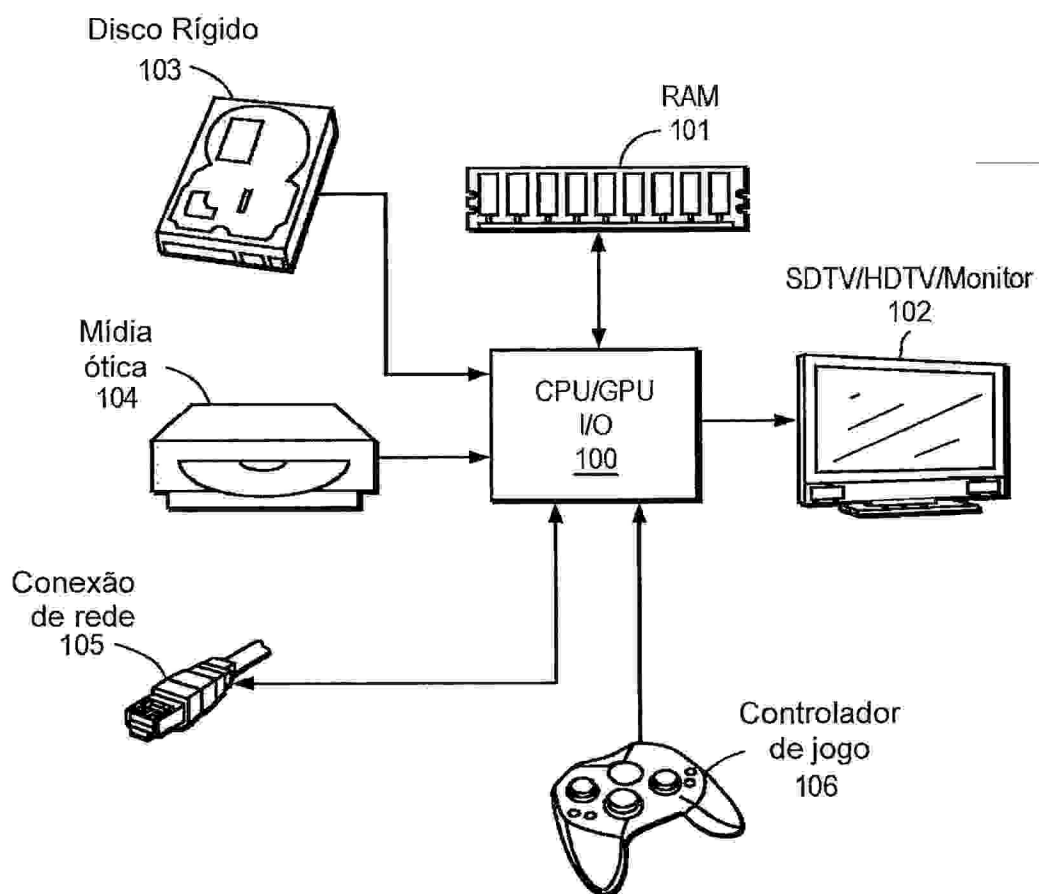 Disco Rígido
103
RAM
101
SDTV/HDTV/Monitor
102
Mídia
ótica
104
CPU/GPU
I/O
100
Conexão
de rede
105
Controlador
de jogo
106